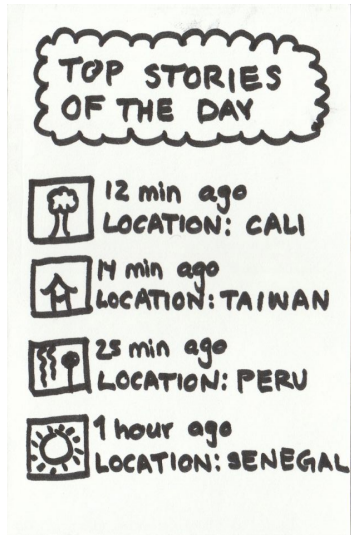 TOP STORIES
OF THE DAY
12 min ago
LOCATION: CALI
14 min ago
LOCATION: TAIWAN
25 min ago
LOCATION: PERU
1 hour ago
LOCATION: SENEGAL